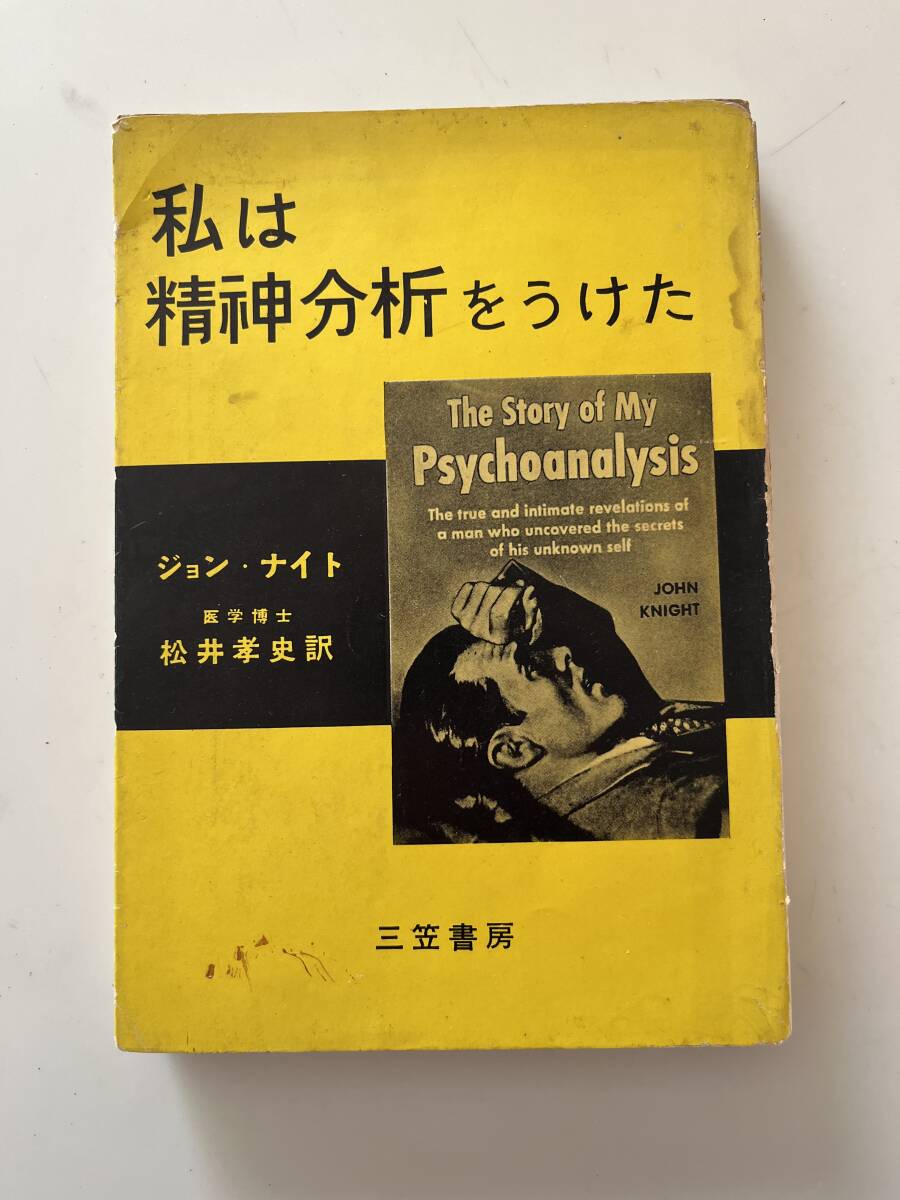 私は
精神分析をうけた
The Story of My
Psychoanalysis
The true and intimate revelations of
a man who uncovered the secrets
of his unknown self
JOHN
KNIGHT
ジョン・ナイト
医学博士
松井孝史訳
三笠書房